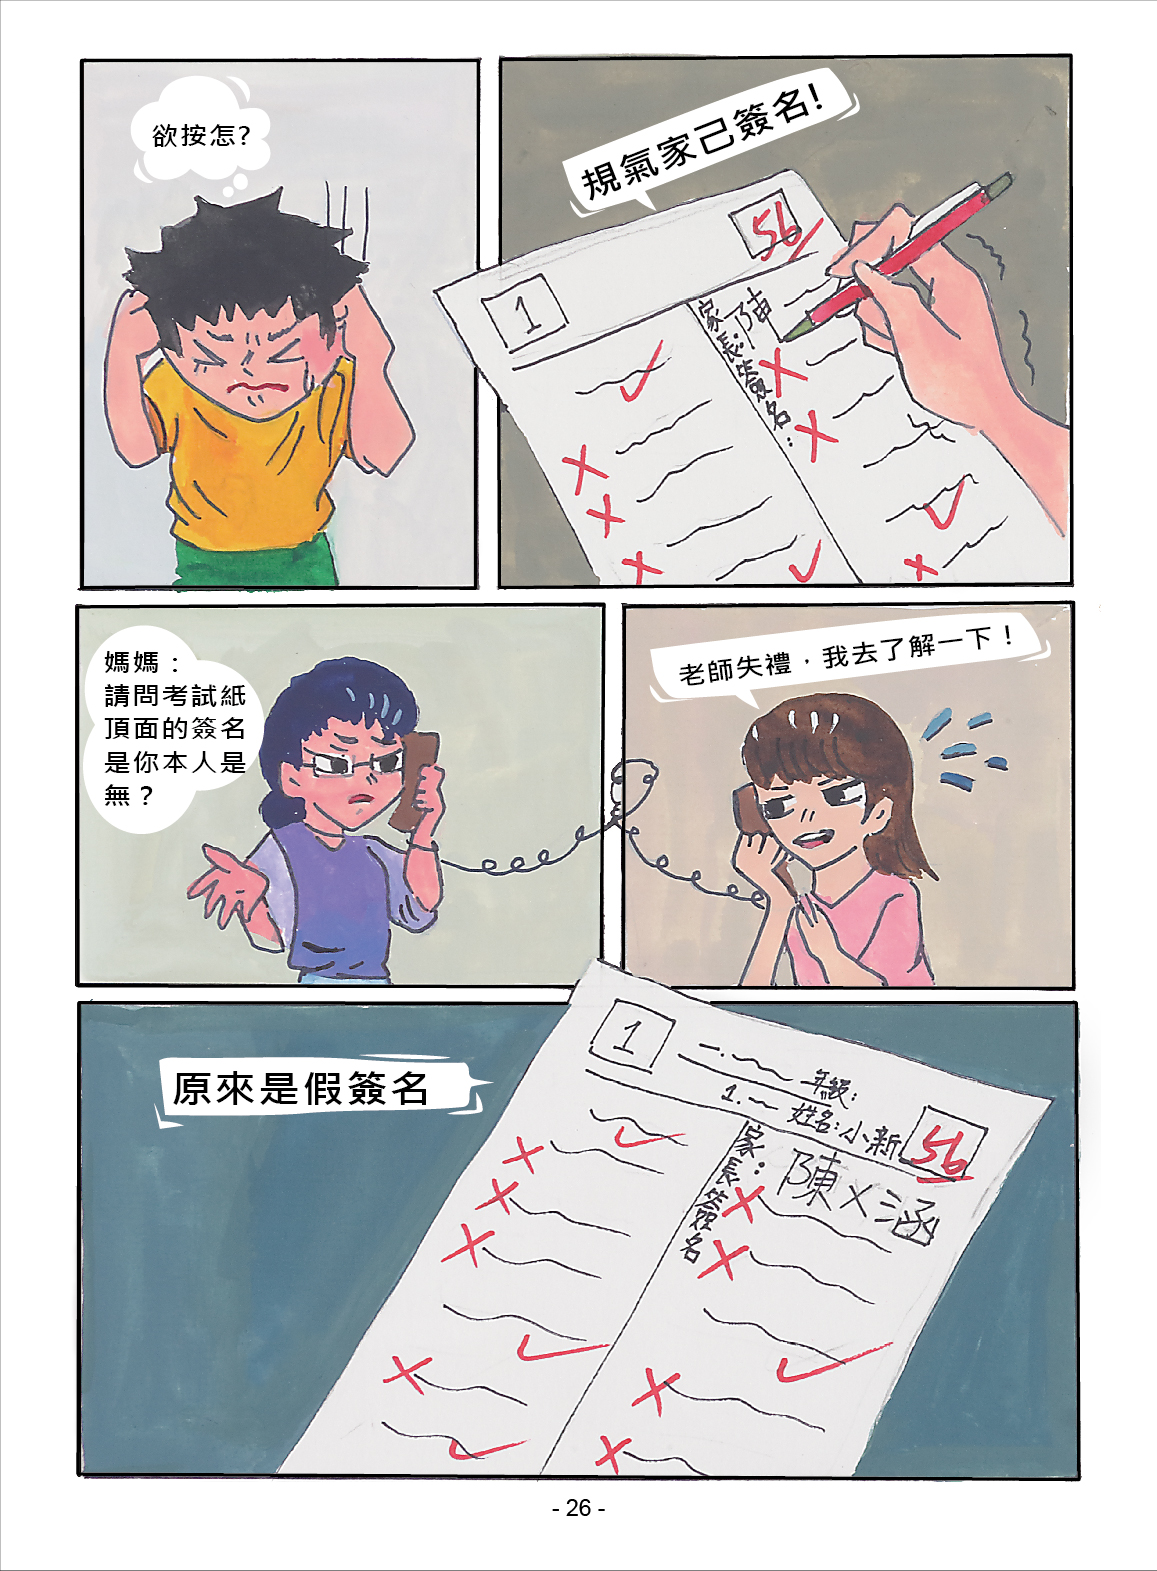 欲按怎?
規氣家己簽名!
56
1
家長簽名:
陳
媽媽：
請問考試紙
頂面的簽名
是你本人是
無？
老師失禮，我去了解一下！
原來是假簽名
1
年級:
1.
姓名:小新
56
家長簽名:
陳X涵
- 26 -